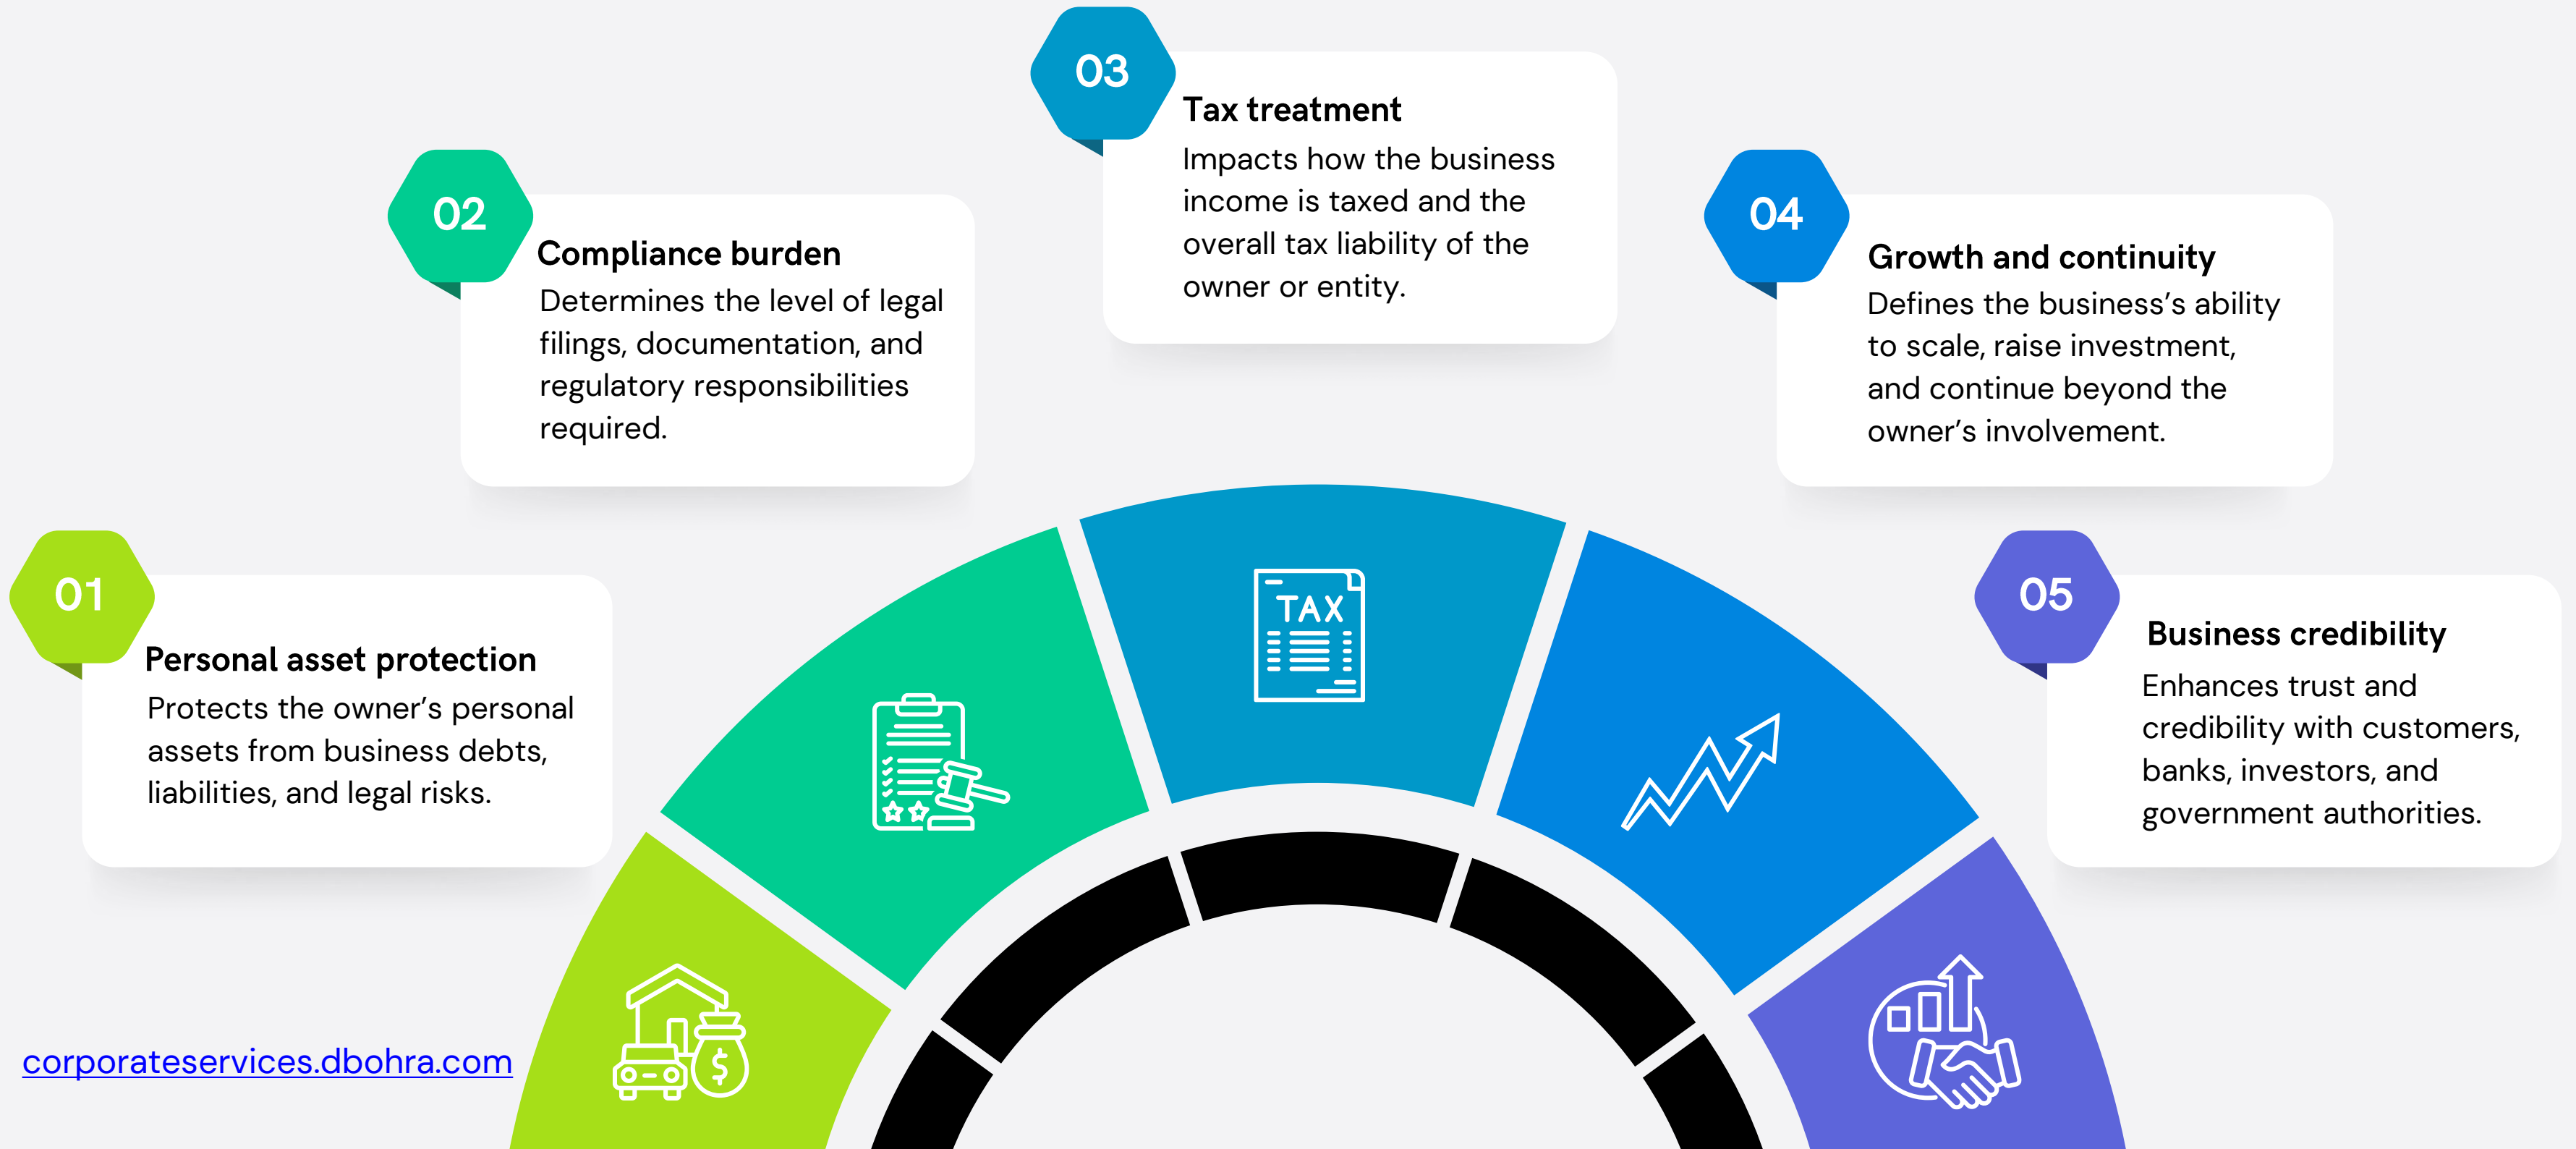 01
Personal asset protection
Protects the owner’s personal
assets from business debts,
liabilities, and legal risks.
02
Compliance burden
Determines the level of legal
filings, documentation, and
regulatory responsibilities
required.
03
Tax treatment
Impacts how the business
income is taxed and the
overall tax liability of the
owner or entity.
04
Growth and continuity
Defines the business’s ability
to scale, raise investment,
and continue beyond the
owner’s involvement.
05
Business credibility
Enhances trust and
credibility with customers,
banks, investors, and
government authorities.
TAX
$
corporateservices.dbohra.com